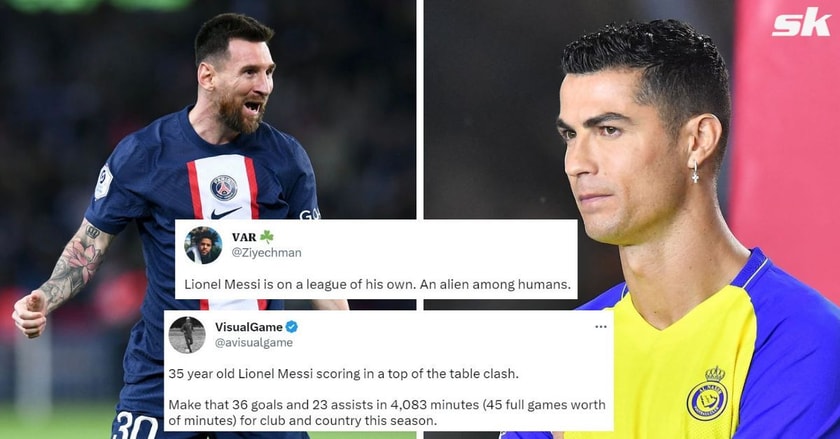 sk
VAR ☘️
@Ziyechman
Lionel Messi is on a league of his own. An alien among humans.
VisualGame
@avisualgame
...
35 year old Lionel Messi scoring in a top of the table clash.
Make that 36 goals and 23 assists in 4,083 minutes (45 full games worth
of minutes) for club and country this season.
30